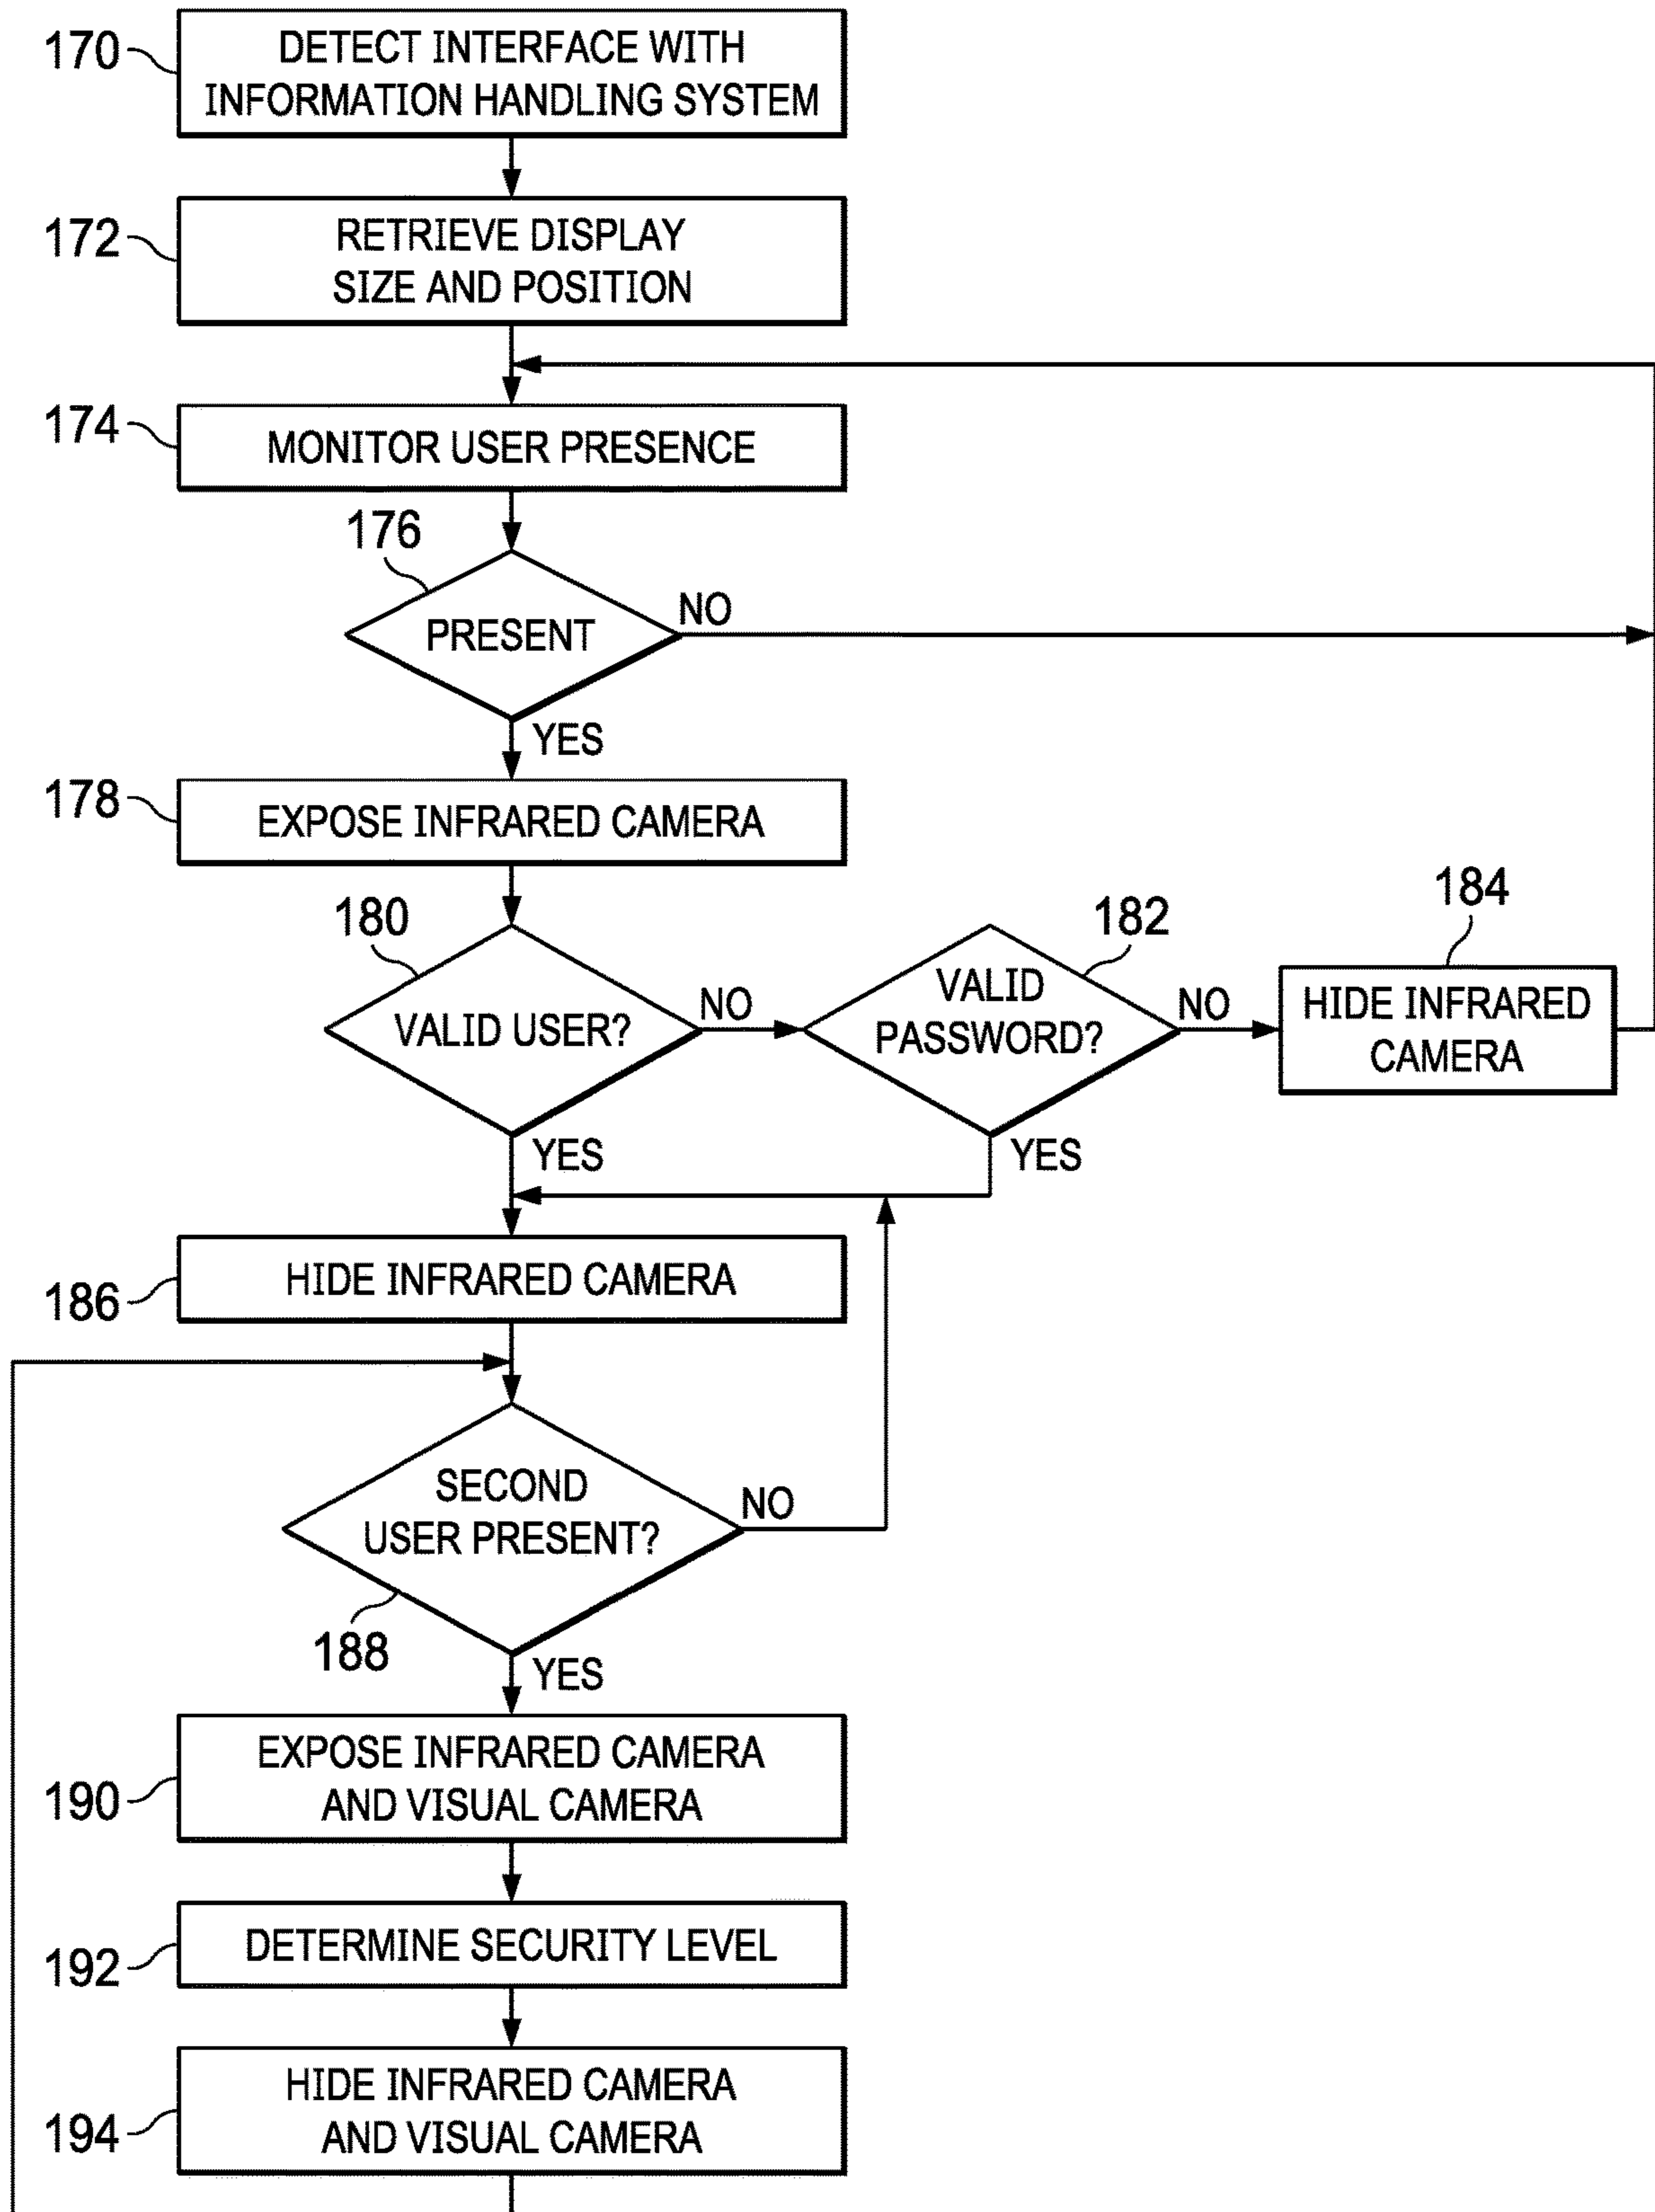 170
DETECT INTERFACE WITH
INFORMATION HANDLING SYSTEM
172
RETRIEVE DISPLAY
SIZE AND POSITION
174
MONITOR USER PRESENCE
176
PRESENT
NO
YES
178
EXPOSE INFRARED CAMERA
180
VALID USER?
NO
YES
182
VALID
PASSWORD?
NO
YES
184
HIDE INFRARED
CAMERA
186
HIDE INFRARED CAMERA
SECOND
USER PRESENT?
NO
188
YES
190
EXPOSE INFRARED CAMERA
AND VISUAL CAMERA
192
DETERMINE SECURITY LEVEL
194
HIDE INFRARED CAMERA
AND VISUAL CAMERA